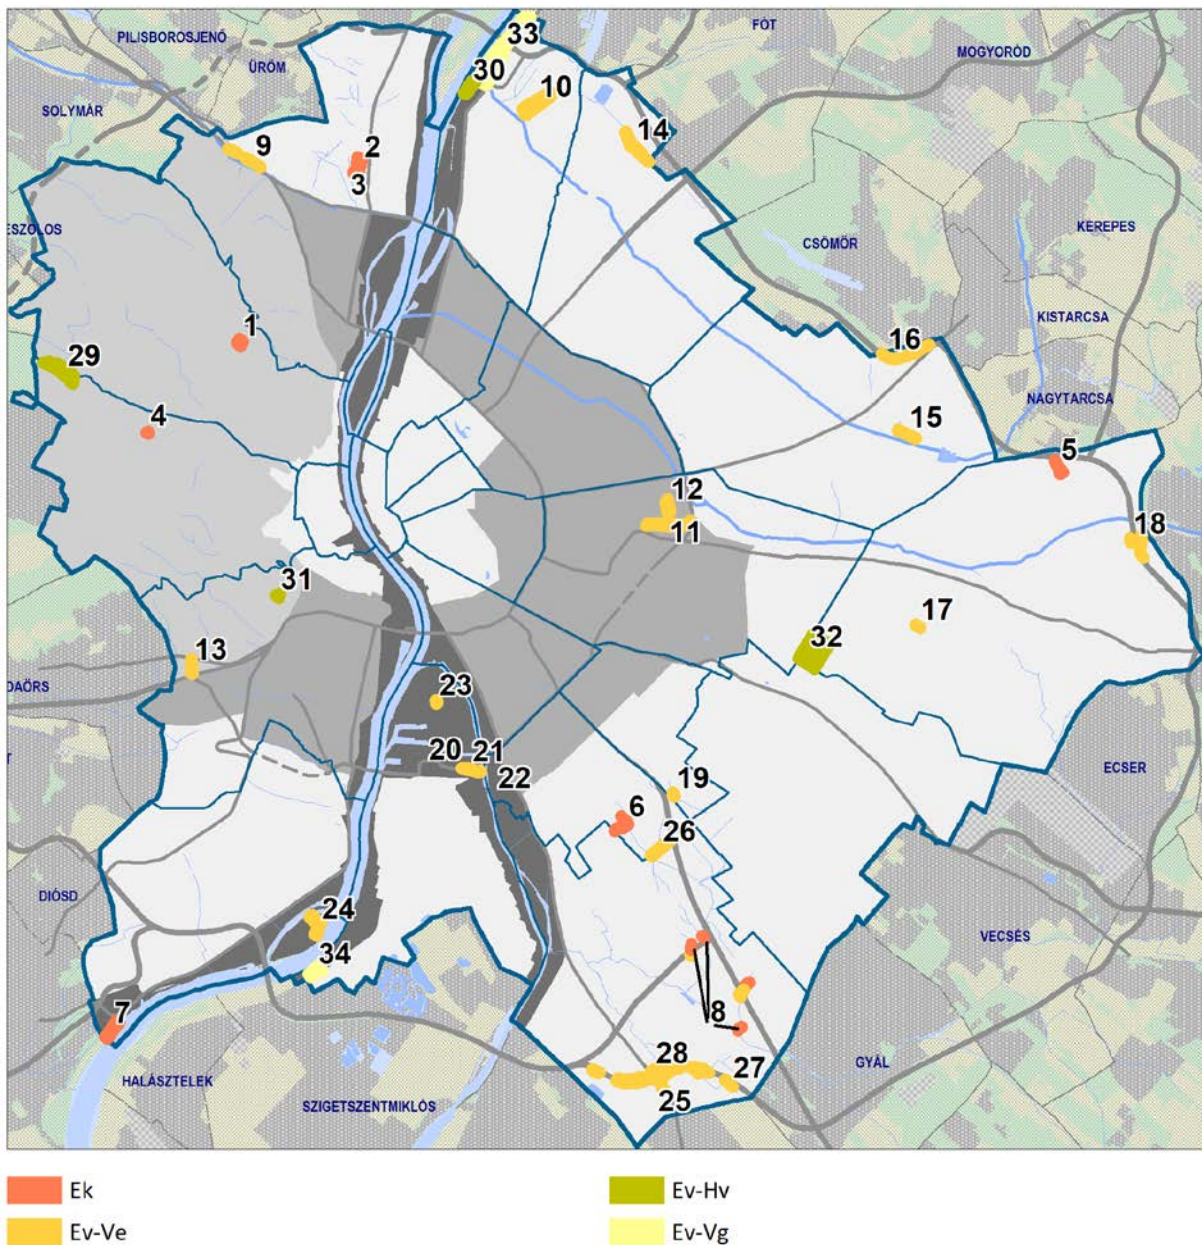 PILISBOROSJENŐ
ÜRÖM
FÓT
MOGYORÓD
SOLYMÁR
33
30
10
14
9
2
3
KEREPES
CSÖMÖR
1
KISTARCSA
16
29
NAGYTARCSA
4
15
5
12
11
18
31
17
32
13
23
20
21
22
ECSER
19
6
26
DIÓSD
24
34
VECSÉS
7
8
28
27
25
GYÁL
HALÁSZTELEK
SZIGETSZENTMIKLÓS
Ek
Ev-Hv
Ev-Ve
Ev-Vg